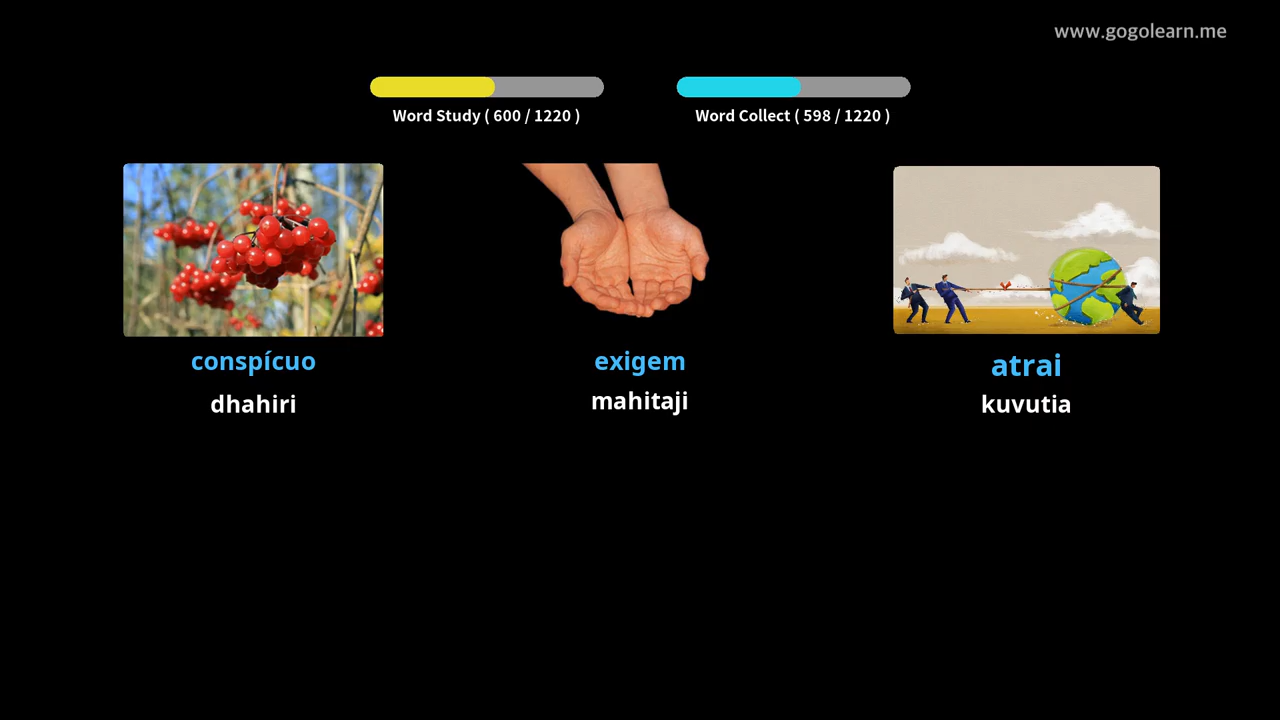 www.gogolearn.me
Word Study ( 600 / 1220 )
Word Collect ( 598 / 1220 )
conspícuo
dhahiri
exigem
mahitaji
atrai
kuvutia